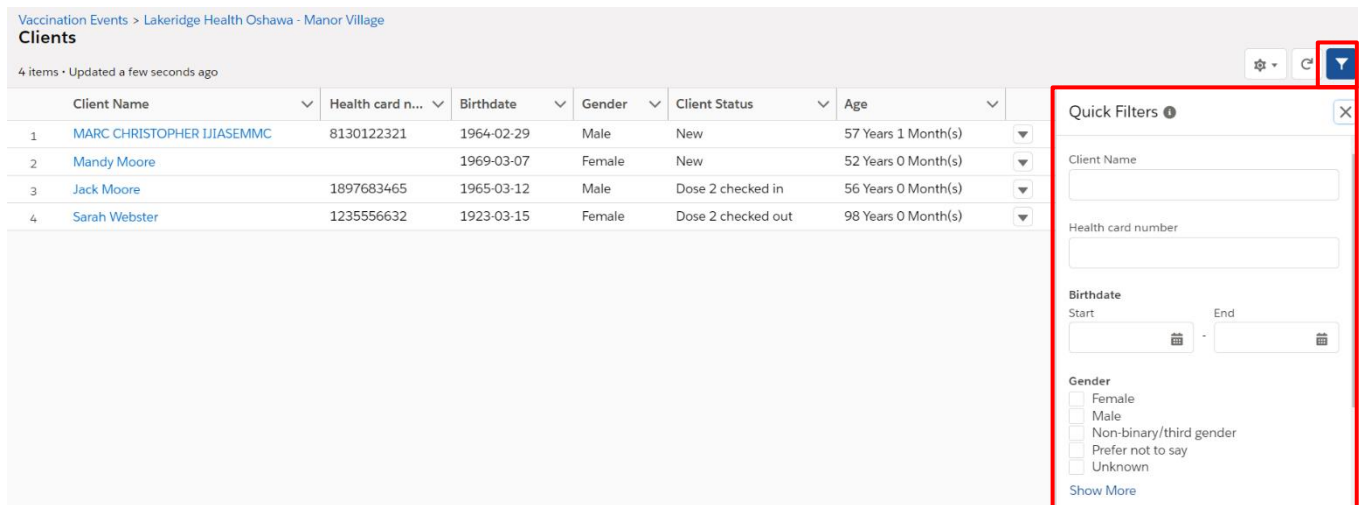 Vaccination Events > Lakeridge Health Oshawa - Manor Village
Clients
4 items • Updated a few seconds ago
Client Name Health card n... Birthdate Gender Client Status Age
1 MARC CHRISTOPHER IJIASEMMC 8130122321 1964-02-29 Male New 57 Years 1 Month(s)
2 Mandy Moore 1969-03-07 Female New 52 Years 0 Month(s)
3 Jack Moore 1897683465 1965-03-12 Male Dose 2 checked in 56 Years 0 Month(s)
4 Sarah Webster 1235556632 1923-03-15 Female Dose 2 checked out 98 Years 0 Month(s)
Quick Filters
Client Name
Health card number
Birthdate
Start End
-
Gender
Female
Male
Non-binary/third gender
Prefer not to say
Unknown
Show More